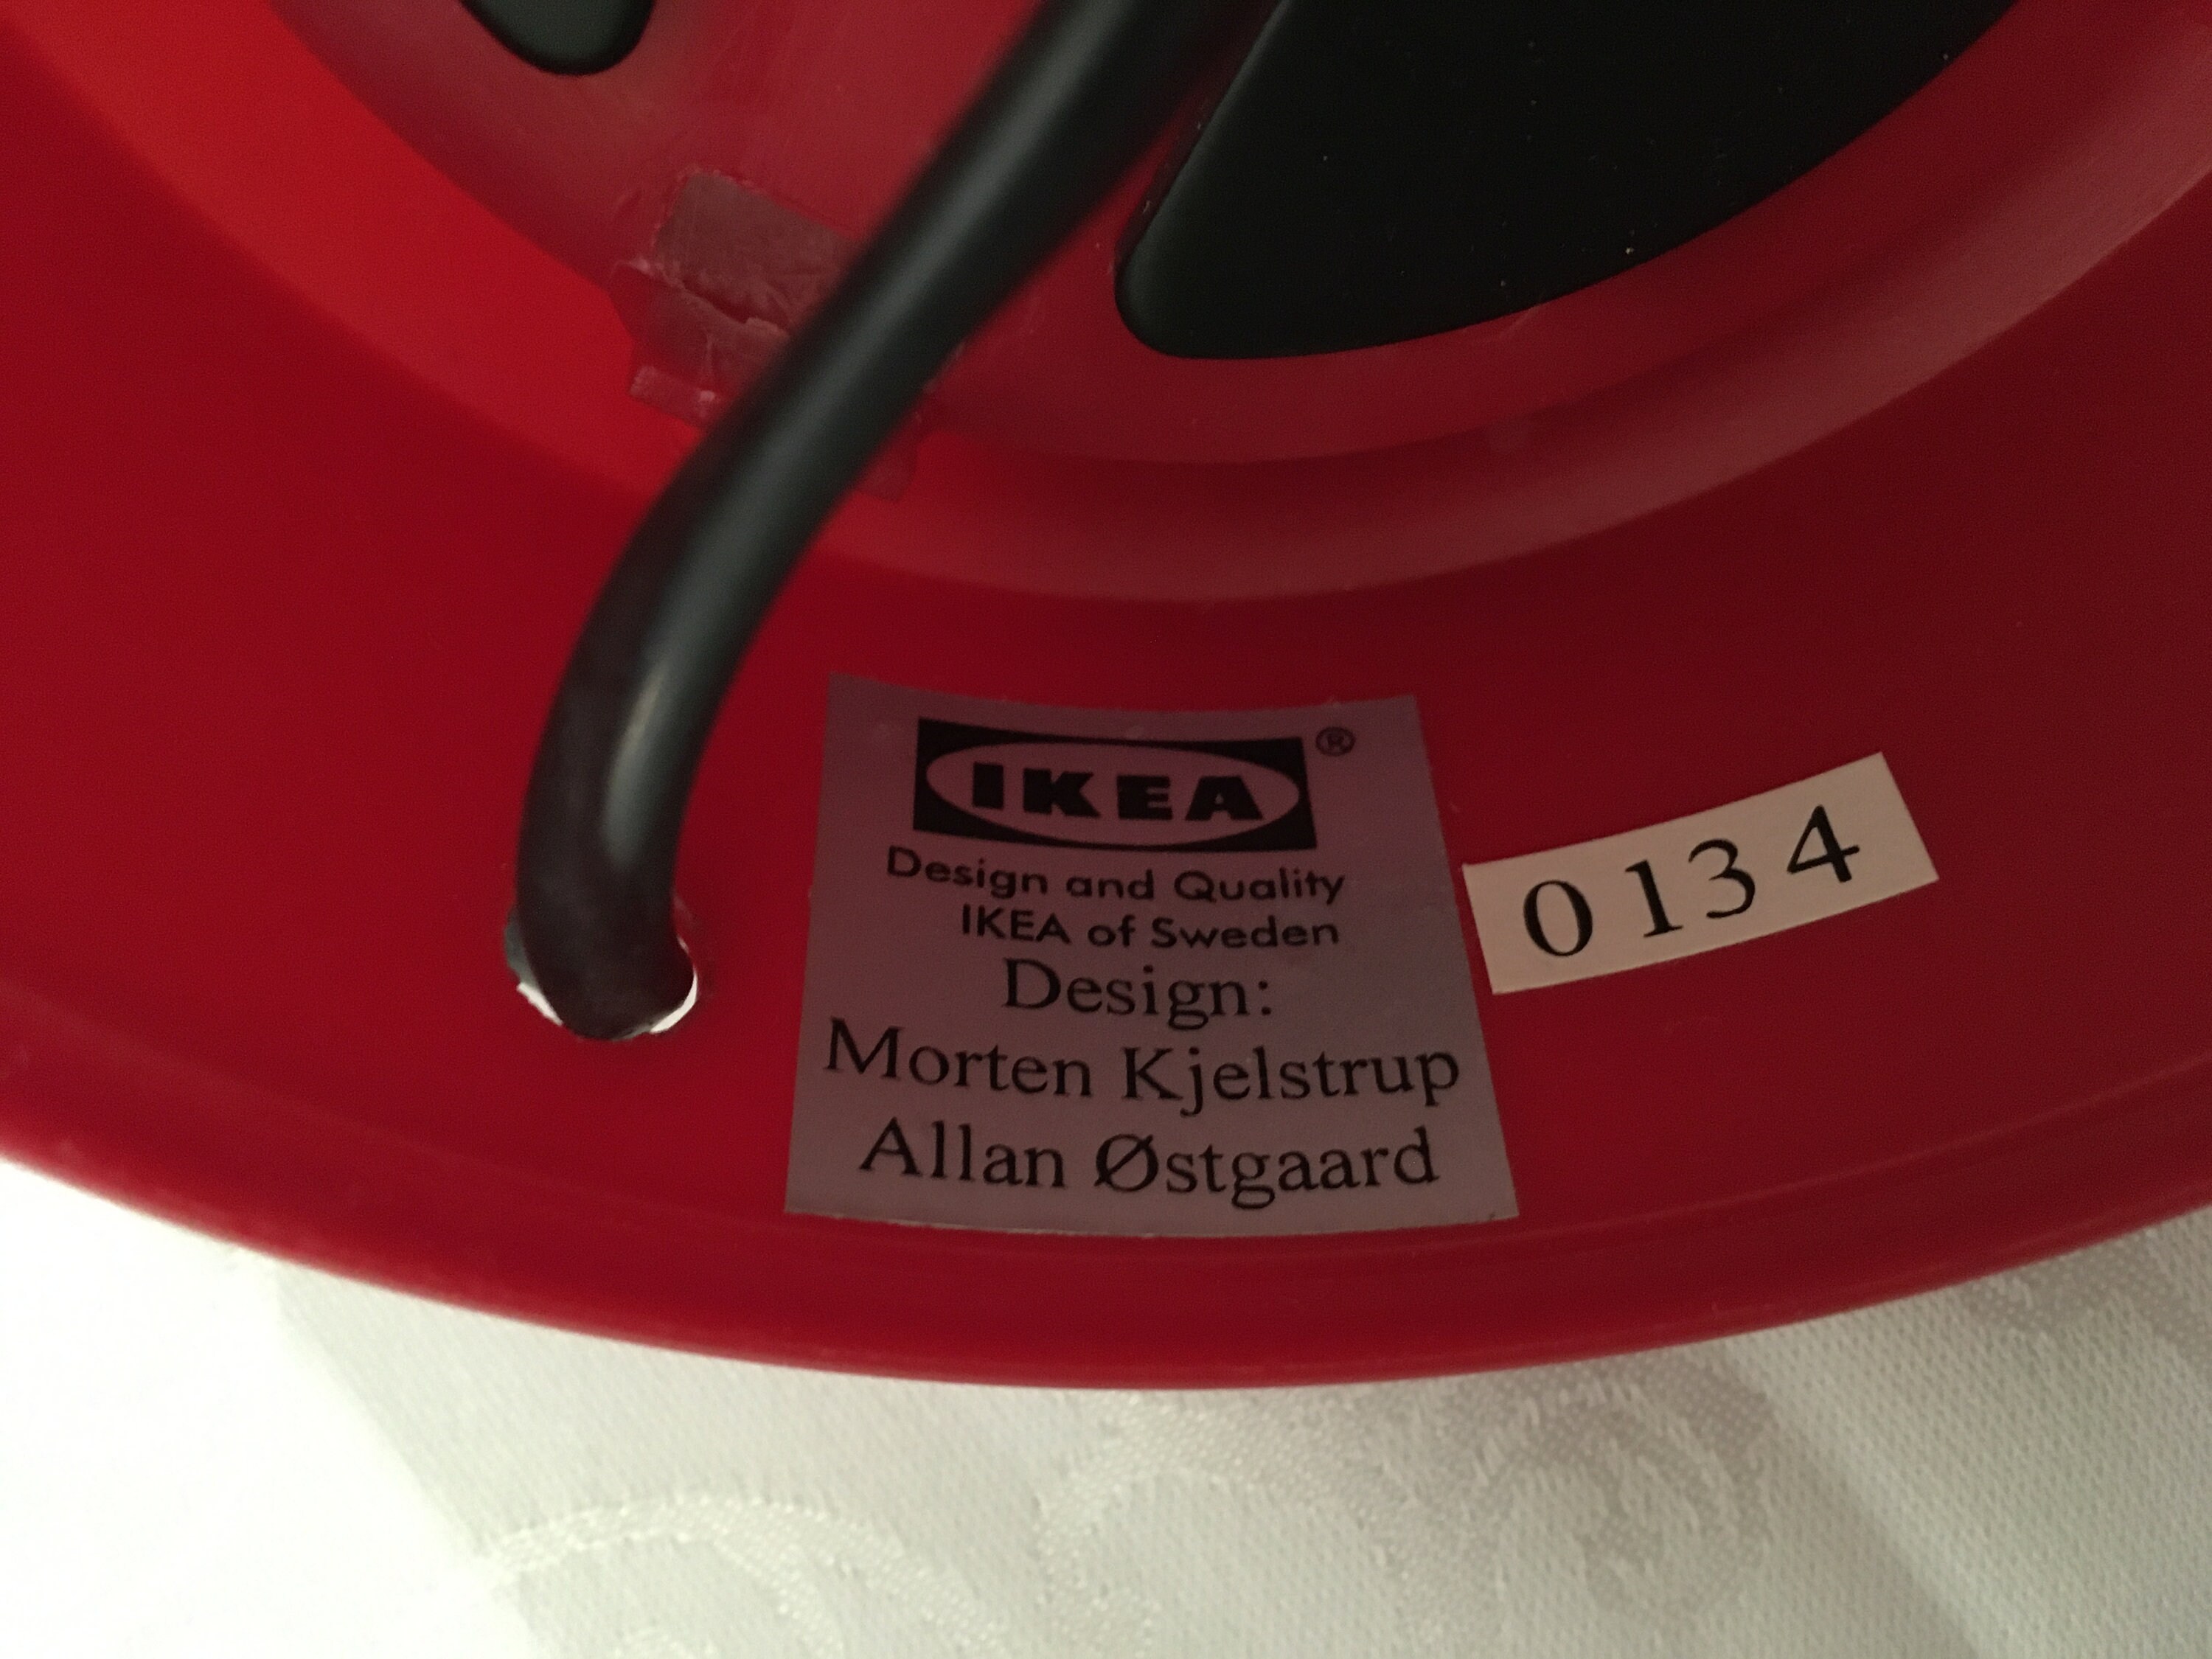 IKEA®
Design and Quality
IKEA of Sweden
Design:
Morten Kjelstrup
Allan Østgaard
0134